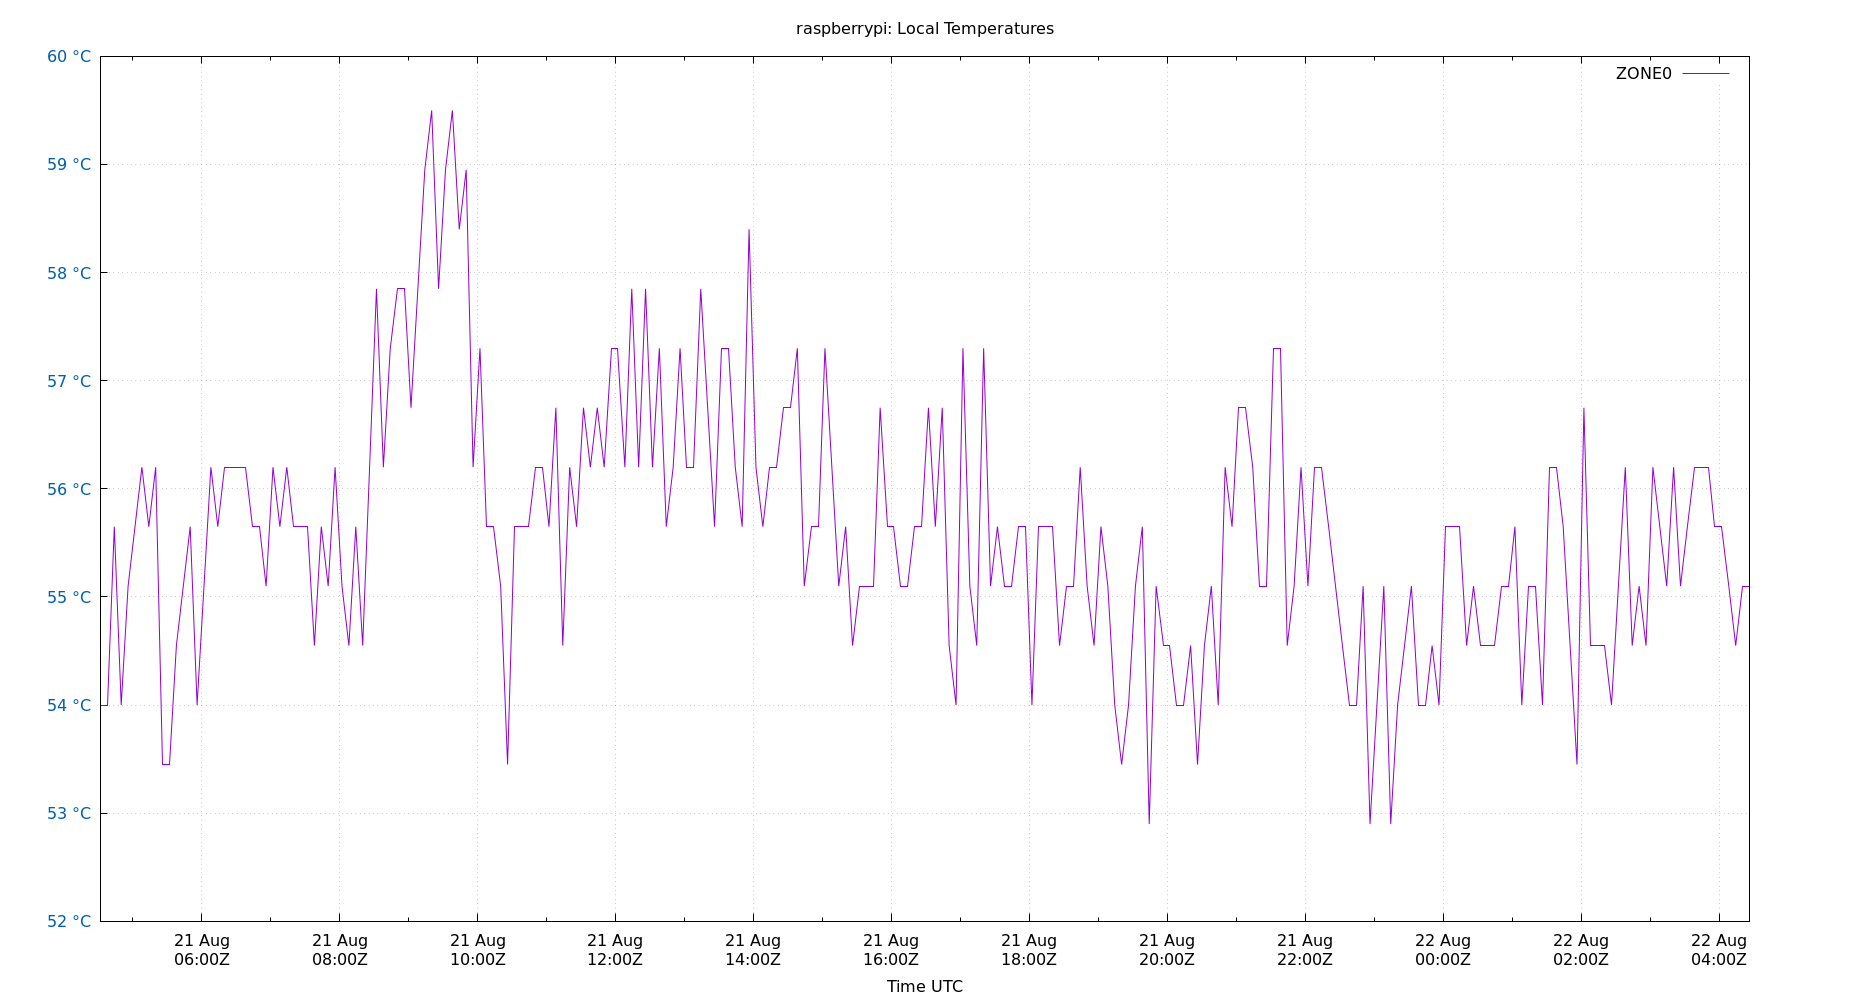 raspberrypi: Local Temperatures
60 °C
ZONE0
59 °C
58 °C
57 °C
56 °C
55 °C
54 °C
53 °C
52 °C
21 Aug 21 Aug 21 Aug 21 Aug 21 Aug 21 Aug 21 Aug 21 Aug 21 Aug 22 Aug 22 Aug 22 Aug
06:00Z 08:00Z 10:00Z 12:00Z 14:00Z 16:00Z 18:00Z 20:00Z 22:00Z 00:00Z 02:00Z 04:00Z
Time UTC